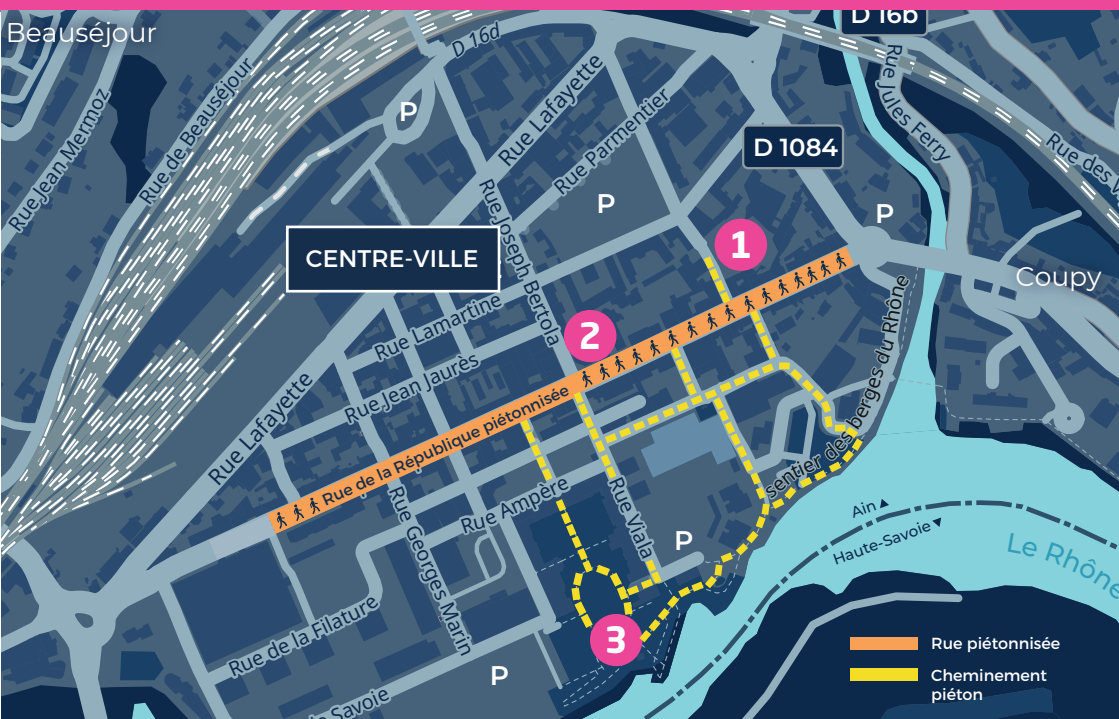 D 16b
Beauséjour
D 16d
Rue Jules Ferry
Rue Lafayette
Rue de Beauséjour
Rue Jean Mermoz
P
Rue Parmentier
D 1084
Rue des
P
P
Rue Joseph Bertola
1
CENTRE-VILLE
Coupy
Rue Lamartine
2
sentier des berges du Rhône
Rue Jean Jaurès
Rue Lafayette
Rue de la République piétonnisée
Rue Ampère
Rue Viala
Rue Georges Marin
Ain
Haute-Savoie
Le Rhône
P
Rue de la Filature
3
P
Savoie
Rue piétonnisée
Cheminement
piéton